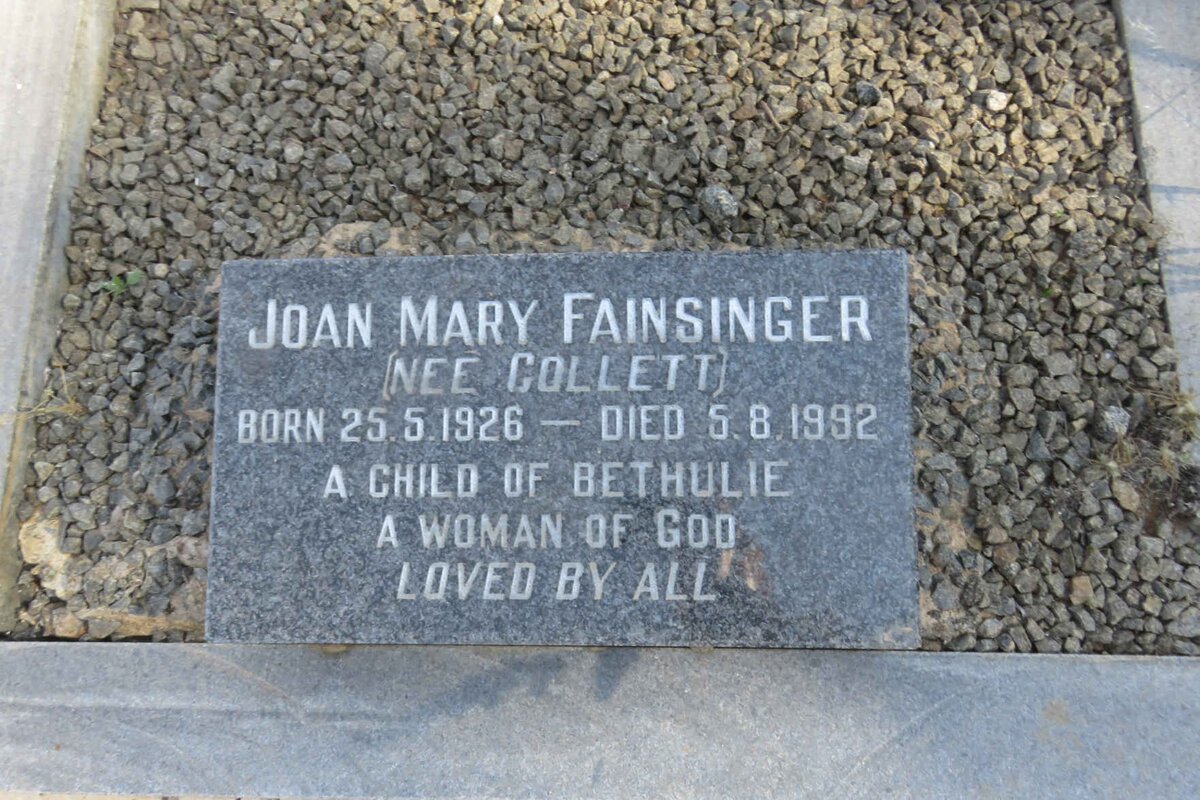 JOAN MARY FAINSINGER
(NEÉ COLLETT)
BORN 25.5.1926 — DIED 5.8.1992
A CHILD OF BETHULIE
A WOMAN OF GOD
LOVED BY ALL